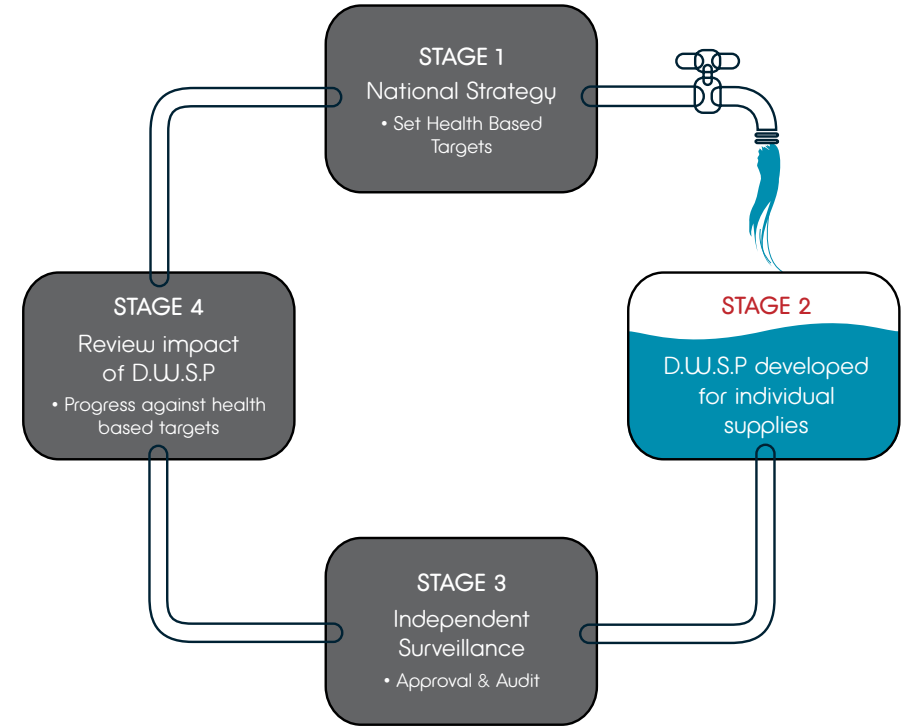 STAGE 1
National Strategy
• Set Health Based
Targets
STAGE 2
D.W.S.P developed
for individual
supplies
STAGE 3
Independent
Surveillance
• Approval & Audit
STAGE 4
Review impact
of D.W.S.P
• Progress against health
based targets